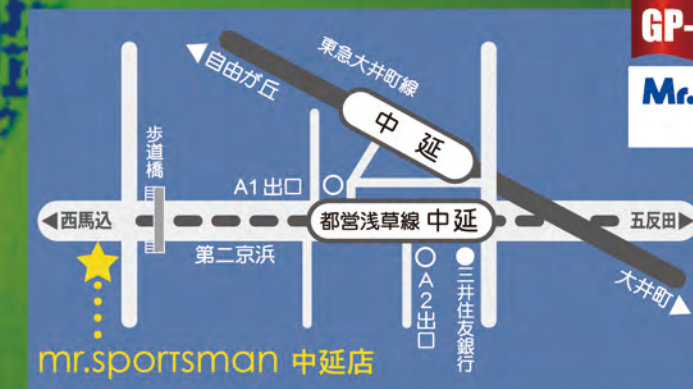 GP-
Mr.
東急大井町線
◀自由が丘
中延
歩道橋
A1出口
◀西馬込
都営浅草線 中延
五反田▶
第二京浜
A2出口
三井住友銀行
大井町▶
mr.sportsman 中延店